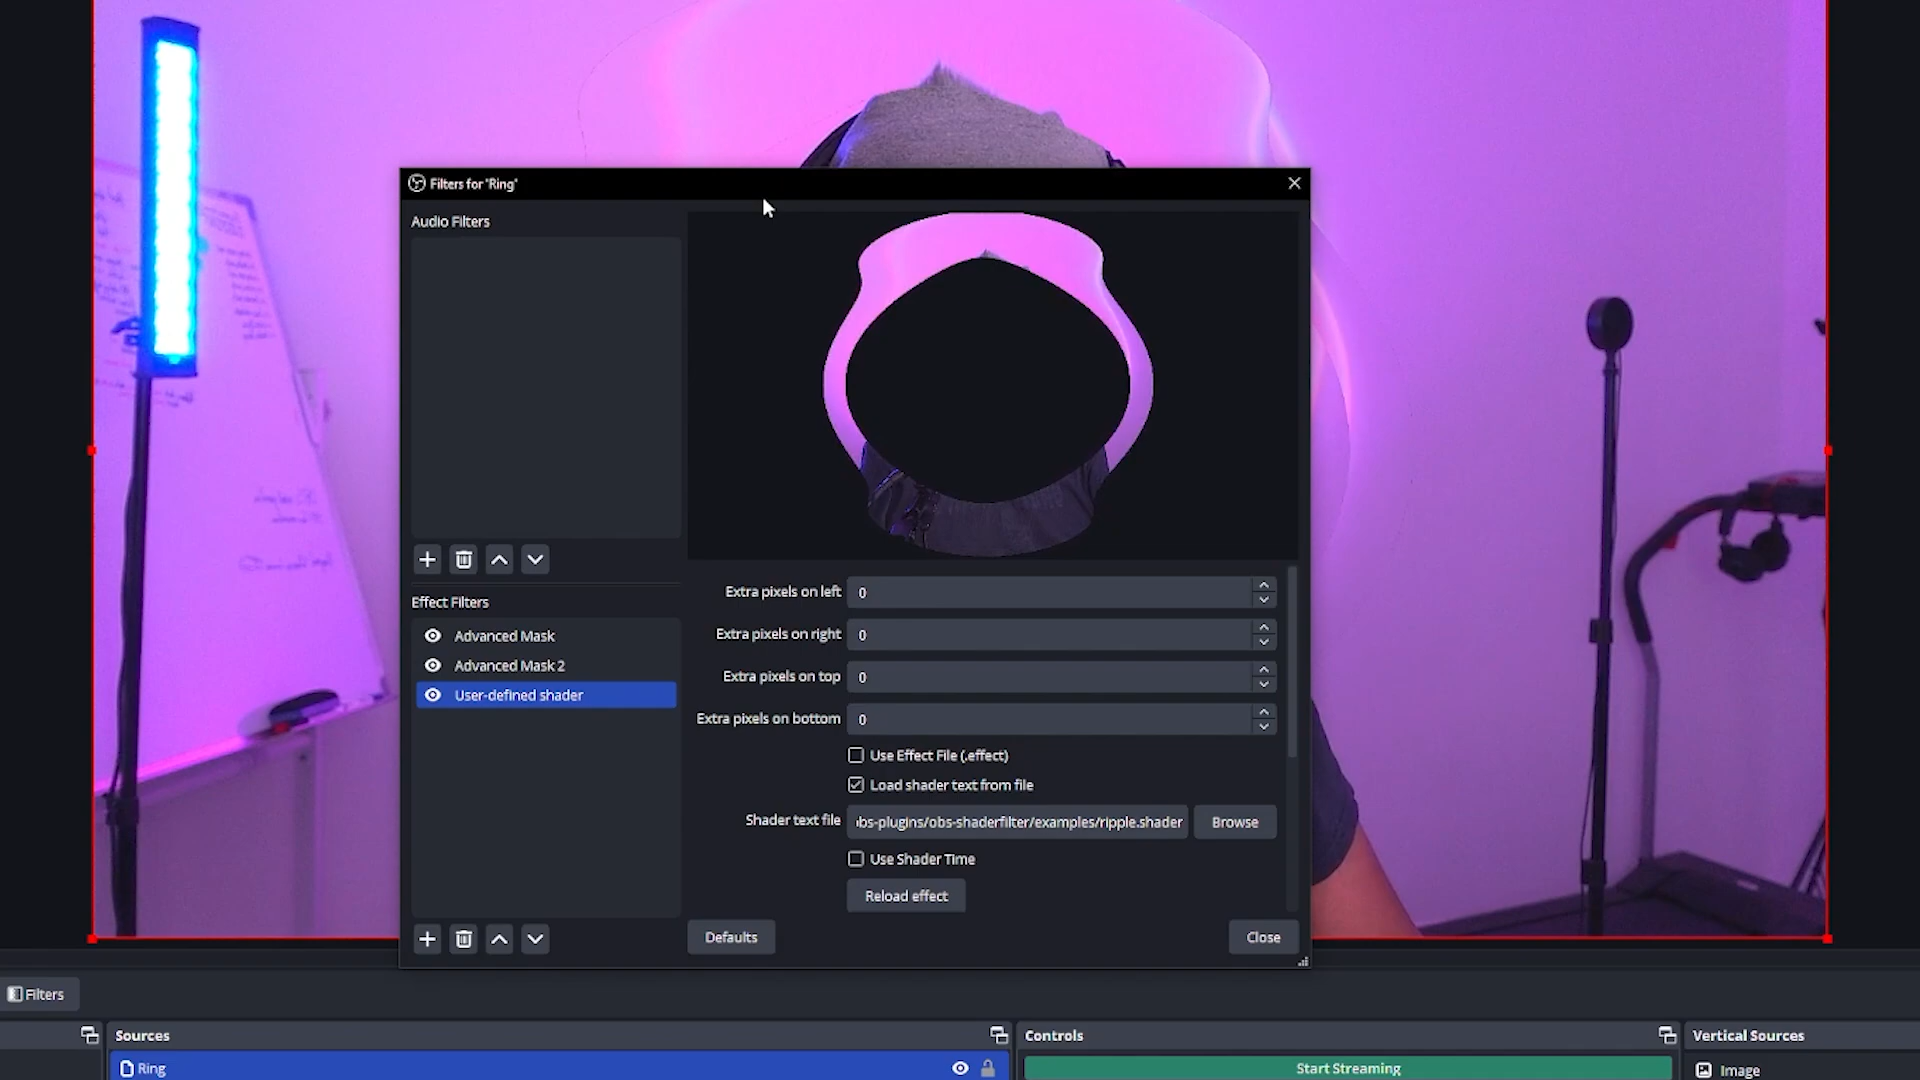 Filters for 'Ring'
Audio Filters
Effect Filters
Advanced Mask
Advanced Mask 2
User-defined shader
Extra pixels on left
0
Extra pixels on right
0
Extra pixels on top
0
Extra pixels on bottom
0
Use Effect File (.effect)
Load shader text from file
Shader text file
bs-plugins/obs-shaderfilter/examples/ripple.shader
Browse
Use Shader Time
Reload effect
Defaults
Close
Filters
Sources
Controls
Vertical Sources
Ring
Start Streaming
Image